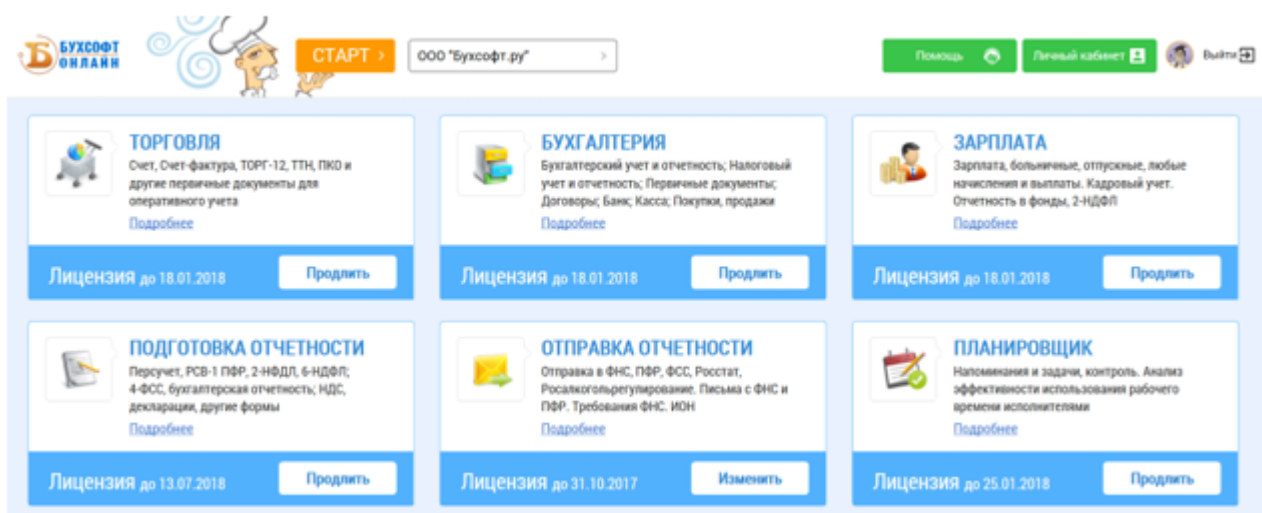 БУХСОФТ
ОНЛАЙН
СТАРТ >
ООО "Бухсофт.ру" >
Помощь
Личный кабинет
Выйти
ТОРГОВЛЯ
Счет, Счет-фактура, ТОРГ-12, ТТН, ПКО и
другие первичные документы для
оперативного учета
Подробнее
Лицензия до 18.01.2018
Продлить
БУХГАЛТЕРИЯ
Бухгалтерский учет и отчетность; Налоговый
учет и отчетность; Первичные документы;
Договоры; Банк; Касса; Покупки, продажи
Подробнее
Лицензия до 18.01.2018
Продлить
ЗАРПЛАТА
Зарплата, больничные, отпускные, любые
начисления и выплаты. Кадровый учет.
Отчетность в фонды, 2-НДФЛ
Подробнее
Лицензия до 18.01.2018
Продлить
ПОДГОТОВКА ОТЧЕТНОСТИ
Персучет, РСВ-1 ПФР, 2-НФДЛ, 6-НДФЛ;
4-ФСС, бухгалтерская отчетность; НДС,
декларации, другие формы
Подробнее
Лицензия до 13.07.2018
Продлить
ОТПРАВКА ОТЧЕТНОСТИ
Отправка в ФНС, ПФР, ФСС, Росстат,
Росалкогольрегулирование. Письма с ФНС и
ПФР. Требования ФНС. ИОН
Подробнее
Лицензия до 31.10.2017
Изменить
ПЛАНИРОВЩИК
Напоминания и задачи, контроль. Анализ
эффективности использования рабочего
времени исполнителями
Подробнее
Лицензия до 25.01.2018
Продлить